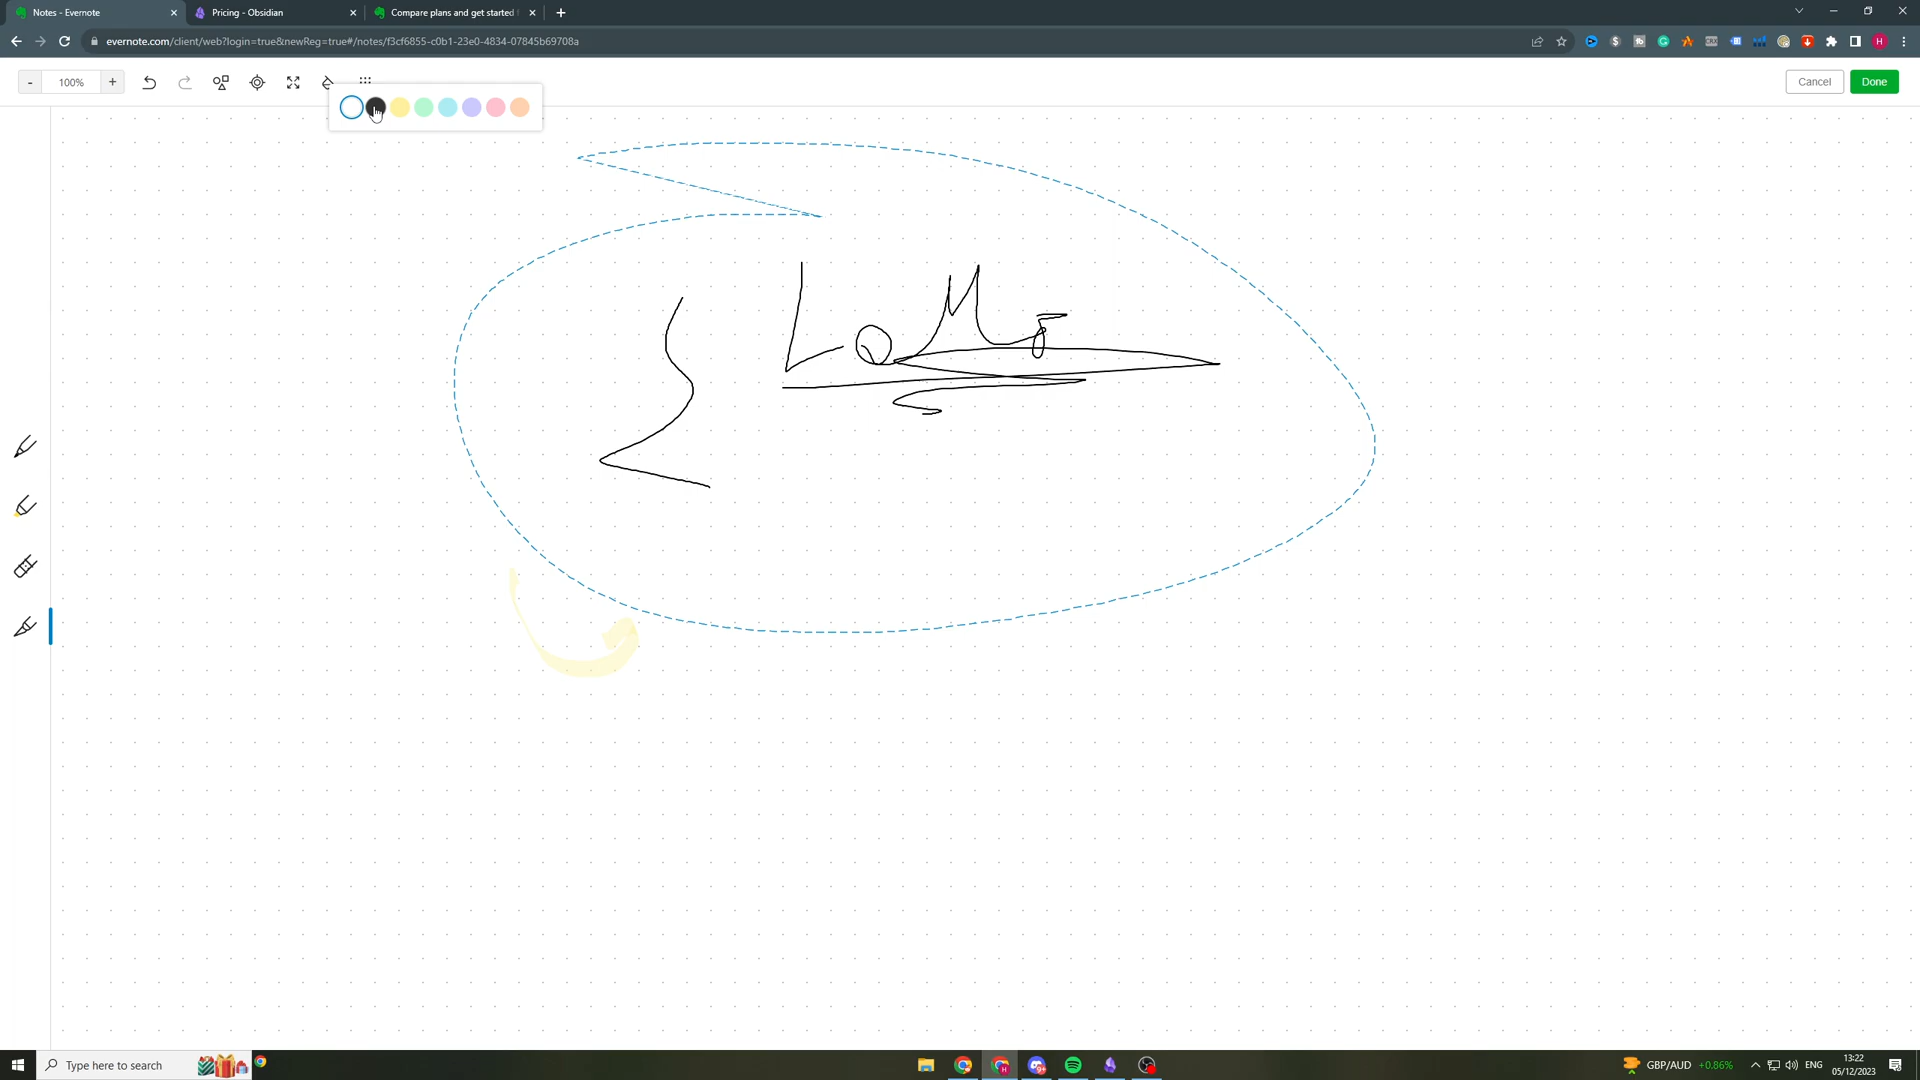 Notes - Evernote
Pricing - Obsidian
Compare plans and get started
evernote.com/client/web?login=true&newReg=true#/notes/f3cf6855-c0b1-23e0-4834-07845b69708a
- 100% +
Cancel
Done
Type here to search
GBP/AUD +0.86%
ENG
13:22
05/12/2023